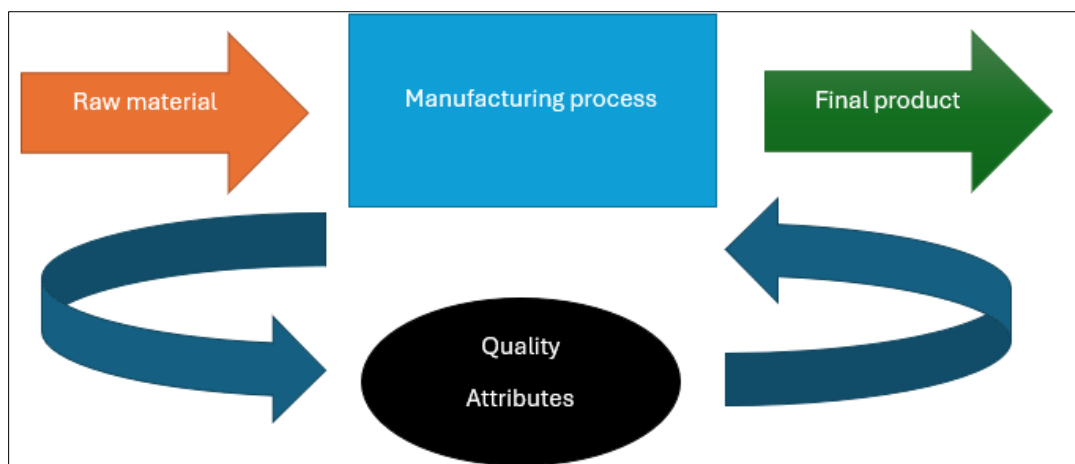 Raw material
Manufacturing process
Final product
Quality
Attributes